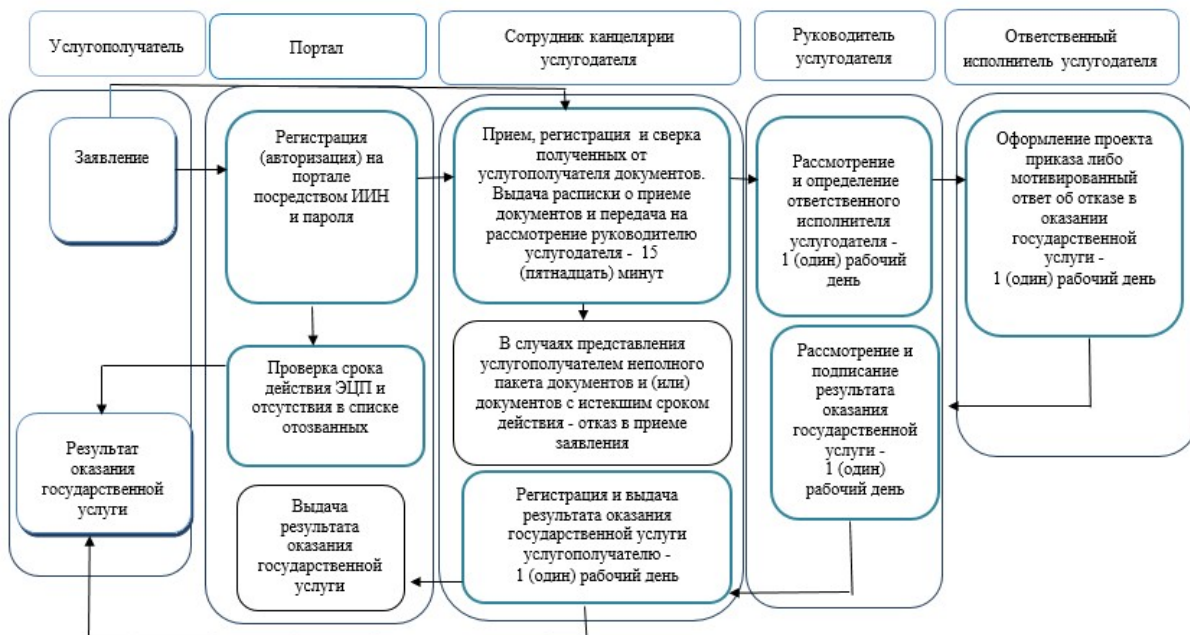 Услугополучатель
Портал
Сотрудник канцелярии
услугодателя
Руководитель
услугодателя
Ответственный
исполнитель услугодателя
Заявление
Регистрация
(авторизация) на
портале
посредством ИИН
и пароля
Прием, регистрация и сверка
полученных от
услугополучателя документов.
Выдача расписки о приеме
документов и передача на
рассмотрение руководителю
услугодателя - 15
(пятнадцать) минут
Рассмотрение
и определение
ответственного
исполнителя
услугодателя -
1 (один) рабочий
день
Оформление проекта
приказа либо
мотивированный
ответ об отказе в
оказании
государственной
услуги -
1 (один) рабочий день
Проверка срока
действия ЭЦП и
отсутствия в списке
отозванных
В случаях представления
услугополучателем неполного
пакета документов и (или)
документов с истекшим сроком
действия - отказ в приеме
заявления
Рассмотрение и
подписание
результата
оказания
государственной
услуги -
1 (один)
рабочий день
Результат
оказания
государственной
услуги
Выдача
результата
оказания
государственной
услуги
Регистрация и выдача
результата оказания
государственной услуги
услугополучателю -
1 (один) рабочий день